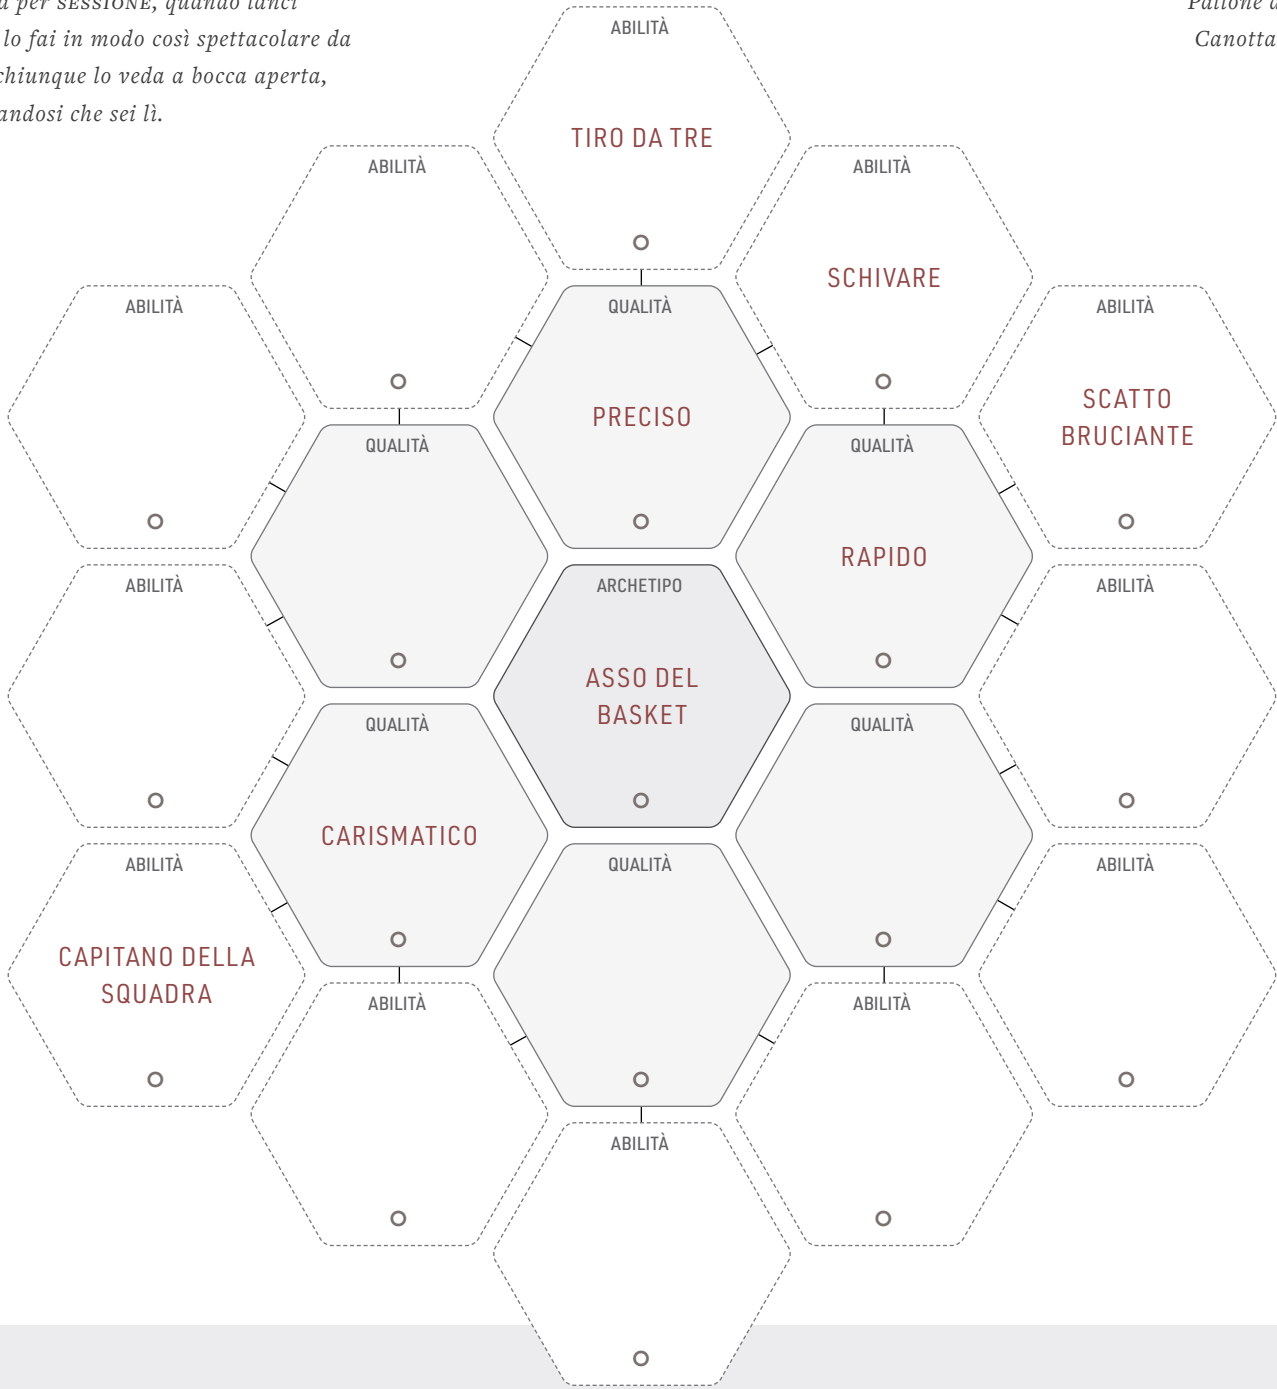 per SESSIONE, quando lanci
lo fai in modo così spettacolare da
chiunque lo veda a bocca aperta,
andosi che sei lì.
Pallone
Canotta
ABILITÀ
TIRO DA TRE
ABILITÀ
ABILITÀ
SCHIVARE
ABILITÀ
QUALITÀ
ABILITÀ
SCATTO
BRUCIANTE
PRECISO
QUALITÀ
QUALITÀ
RAPIDO
ABILITÀ
ARCHETIPO
ABILITÀ
ASSO DEL
BASKET
QUALITÀ
QUALITÀ
CARISMATICO
ABILITÀ
QUALITÀ
ABILITÀ
CAPITANO DELLA
SQUADRA
ABILITÀ
ABILITÀ
ABILITÀ